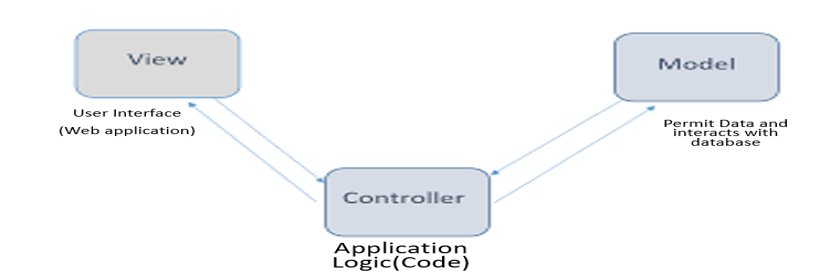 View
User Interface
(Web application)
Model
Permit Data and
interacts with
database
Controller
Application
Logic(Code)